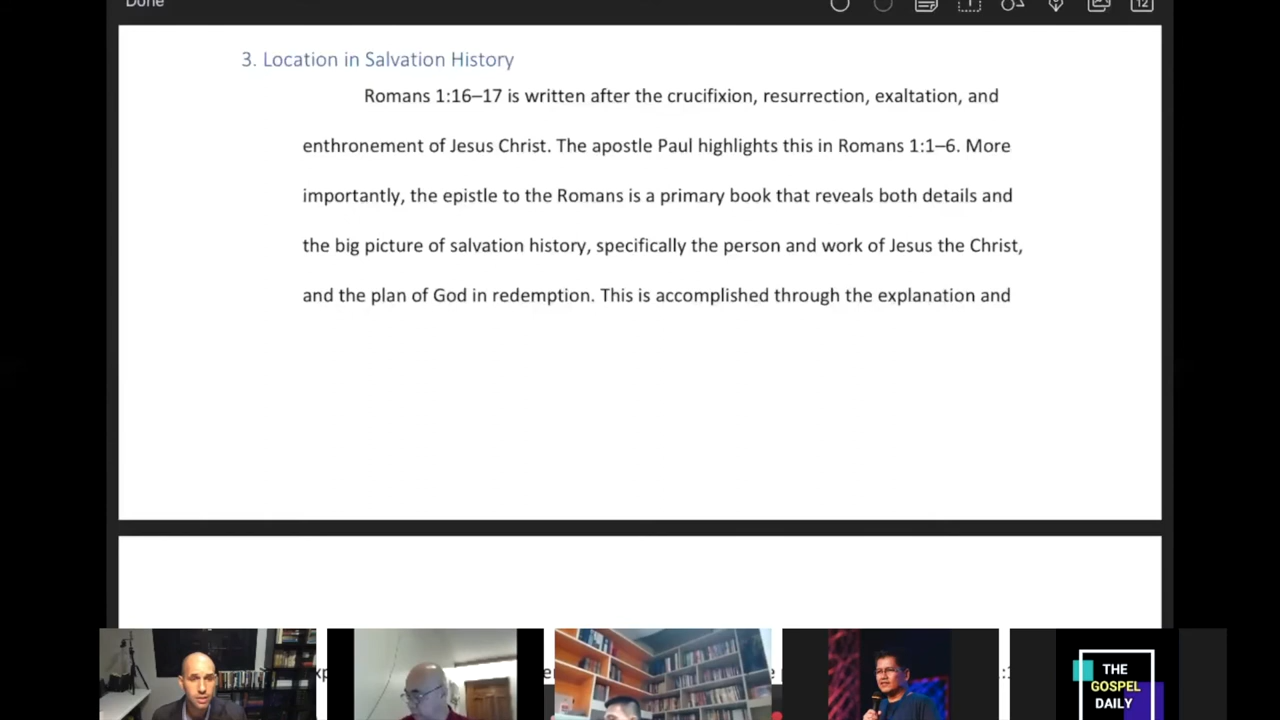 Done
12
3. Location in Salvation History
Romans 1:16–17 is written after the crucifixion, resurrection, exaltation, and
enthronement of Jesus Christ. The apostle Paul highlights this in Romans 1:1–6. More
importantly, the epistle to the Romans is a primary book that reveals both details and
the big picture of salvation history, specifically the person and work of Jesus the Christ,
and the plan of God in redemption. This is accomplished through the explanation and
THE
GOSPEL
DAILY